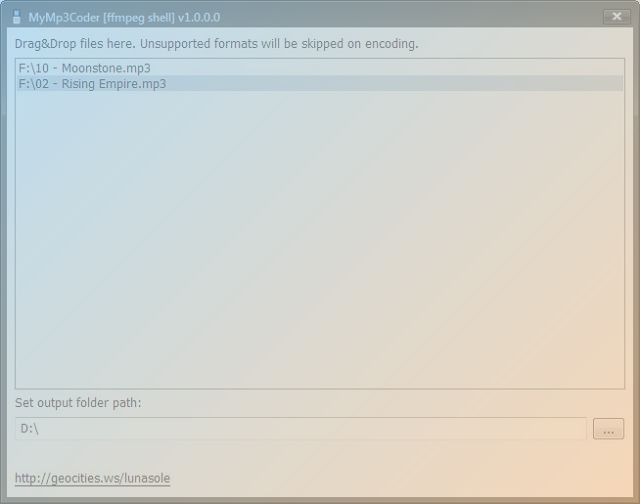 MyMp3Coder [ffmpeg shell] v1.0.0.0
Drag&Drop files here. Unsupported formats will be skipped on encoding.
F:\10 - Moonstone.mp3
F:\02 - Rising Empire.mp3
Set output folder path:
D:\
...
http://geocities.ws/lunasole